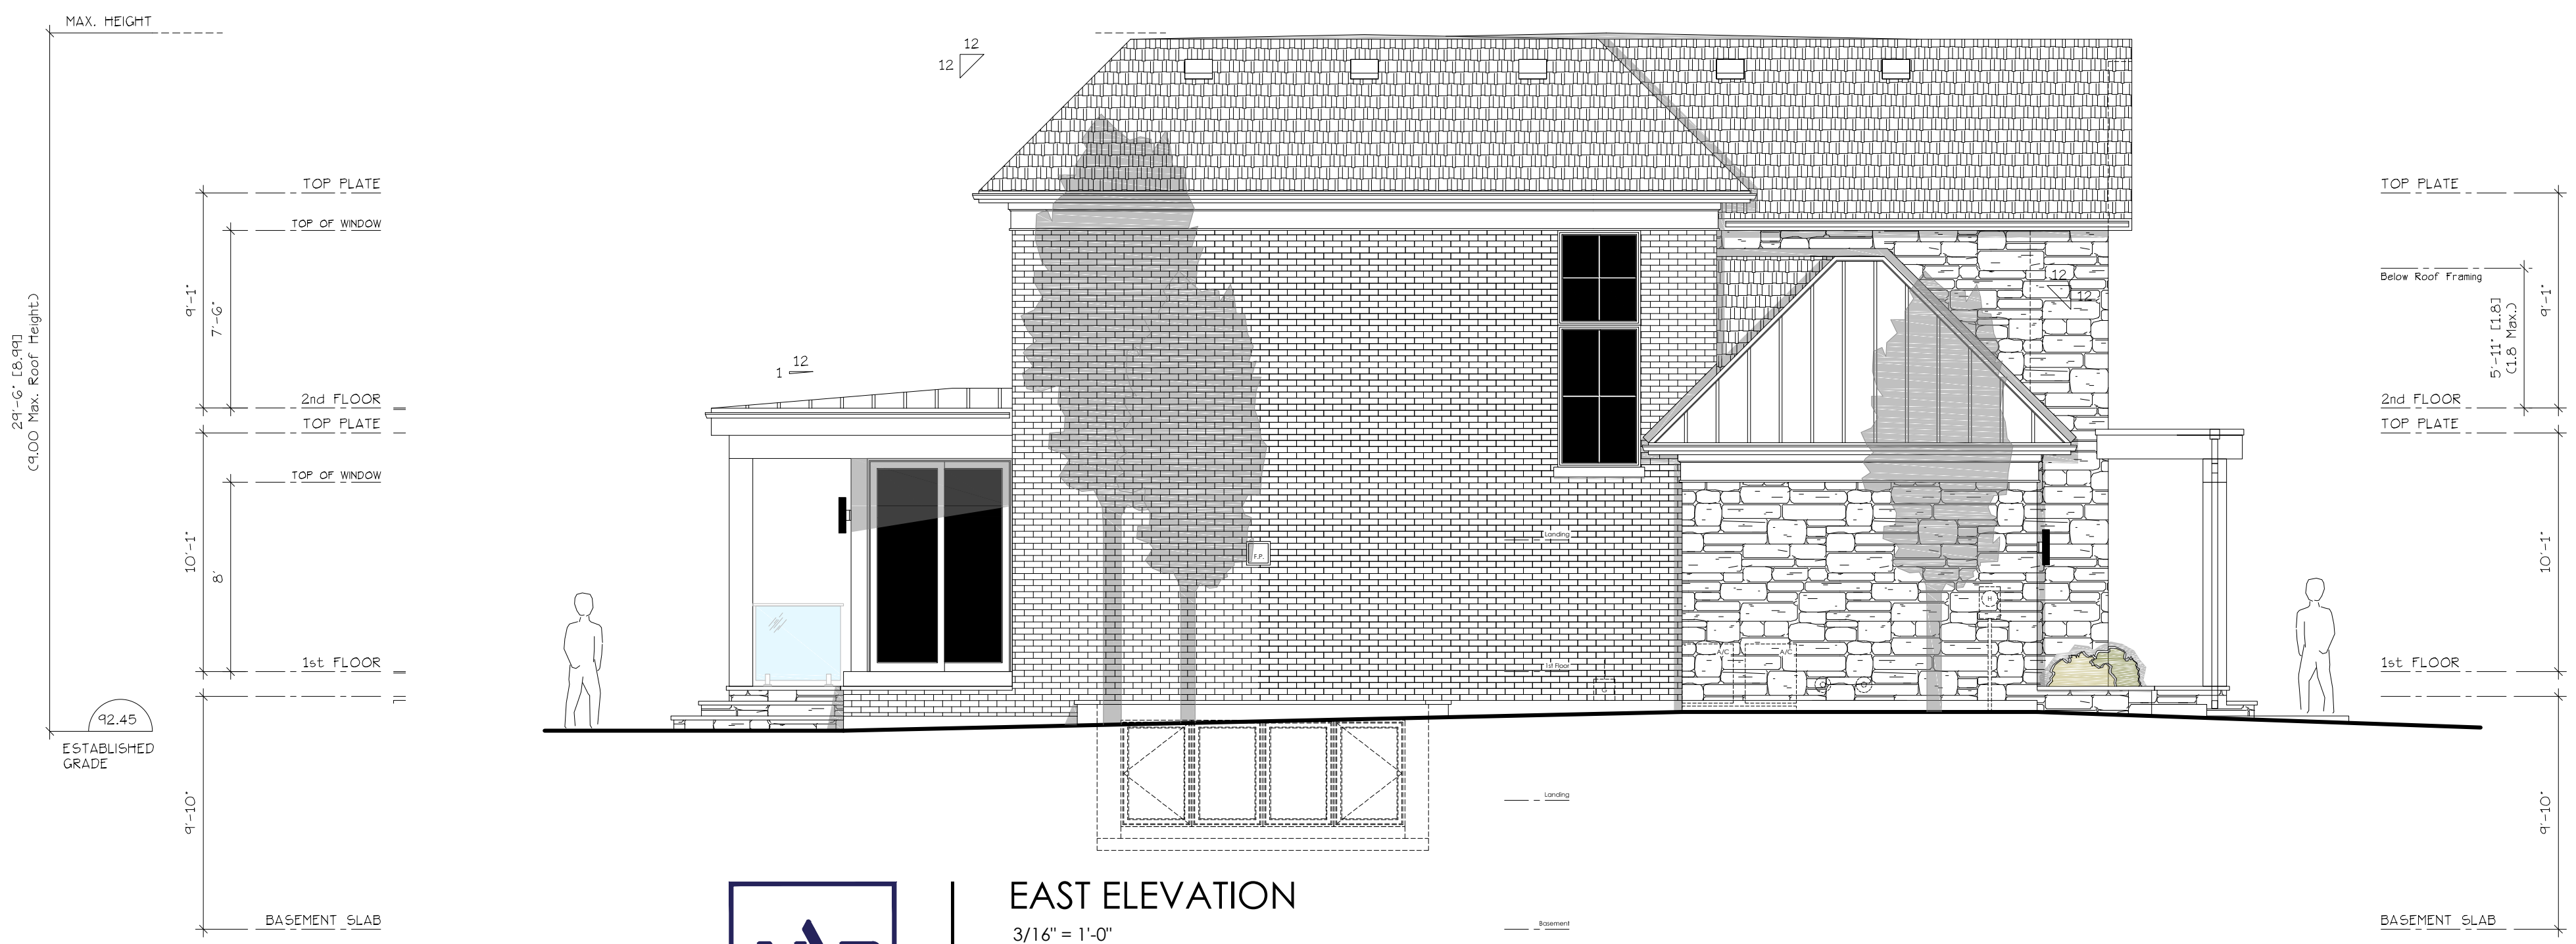 MAX. HEIGHT
12
12
TOP PLATE
TOP OF WINDOW
9'-1"
7'-6"
29'-6" [8.99]
(9.00 Max. Roof Height)
12
1
2nd FLOOR
TOP PLATE
TOP OF WINDOW
10'-1"
8'
1st FLOOR
92.45
ESTABLISHED
GRADE
9'-10"
BASEMENT SLAB
F.P.
Landing
1st Floor
A/C
A/C
H
12
12
Landing
Basement
TOP PLATE
Below Roof Framing
9'-1"
5'-11" [1.8]
(1.8 Max.)
2nd FLOOR
TOP PLATE
10'-1"
1st FLOOR
9'-10"
BASEMENT SLAB
EAST ELEVATION
3/16" = 1'-0"